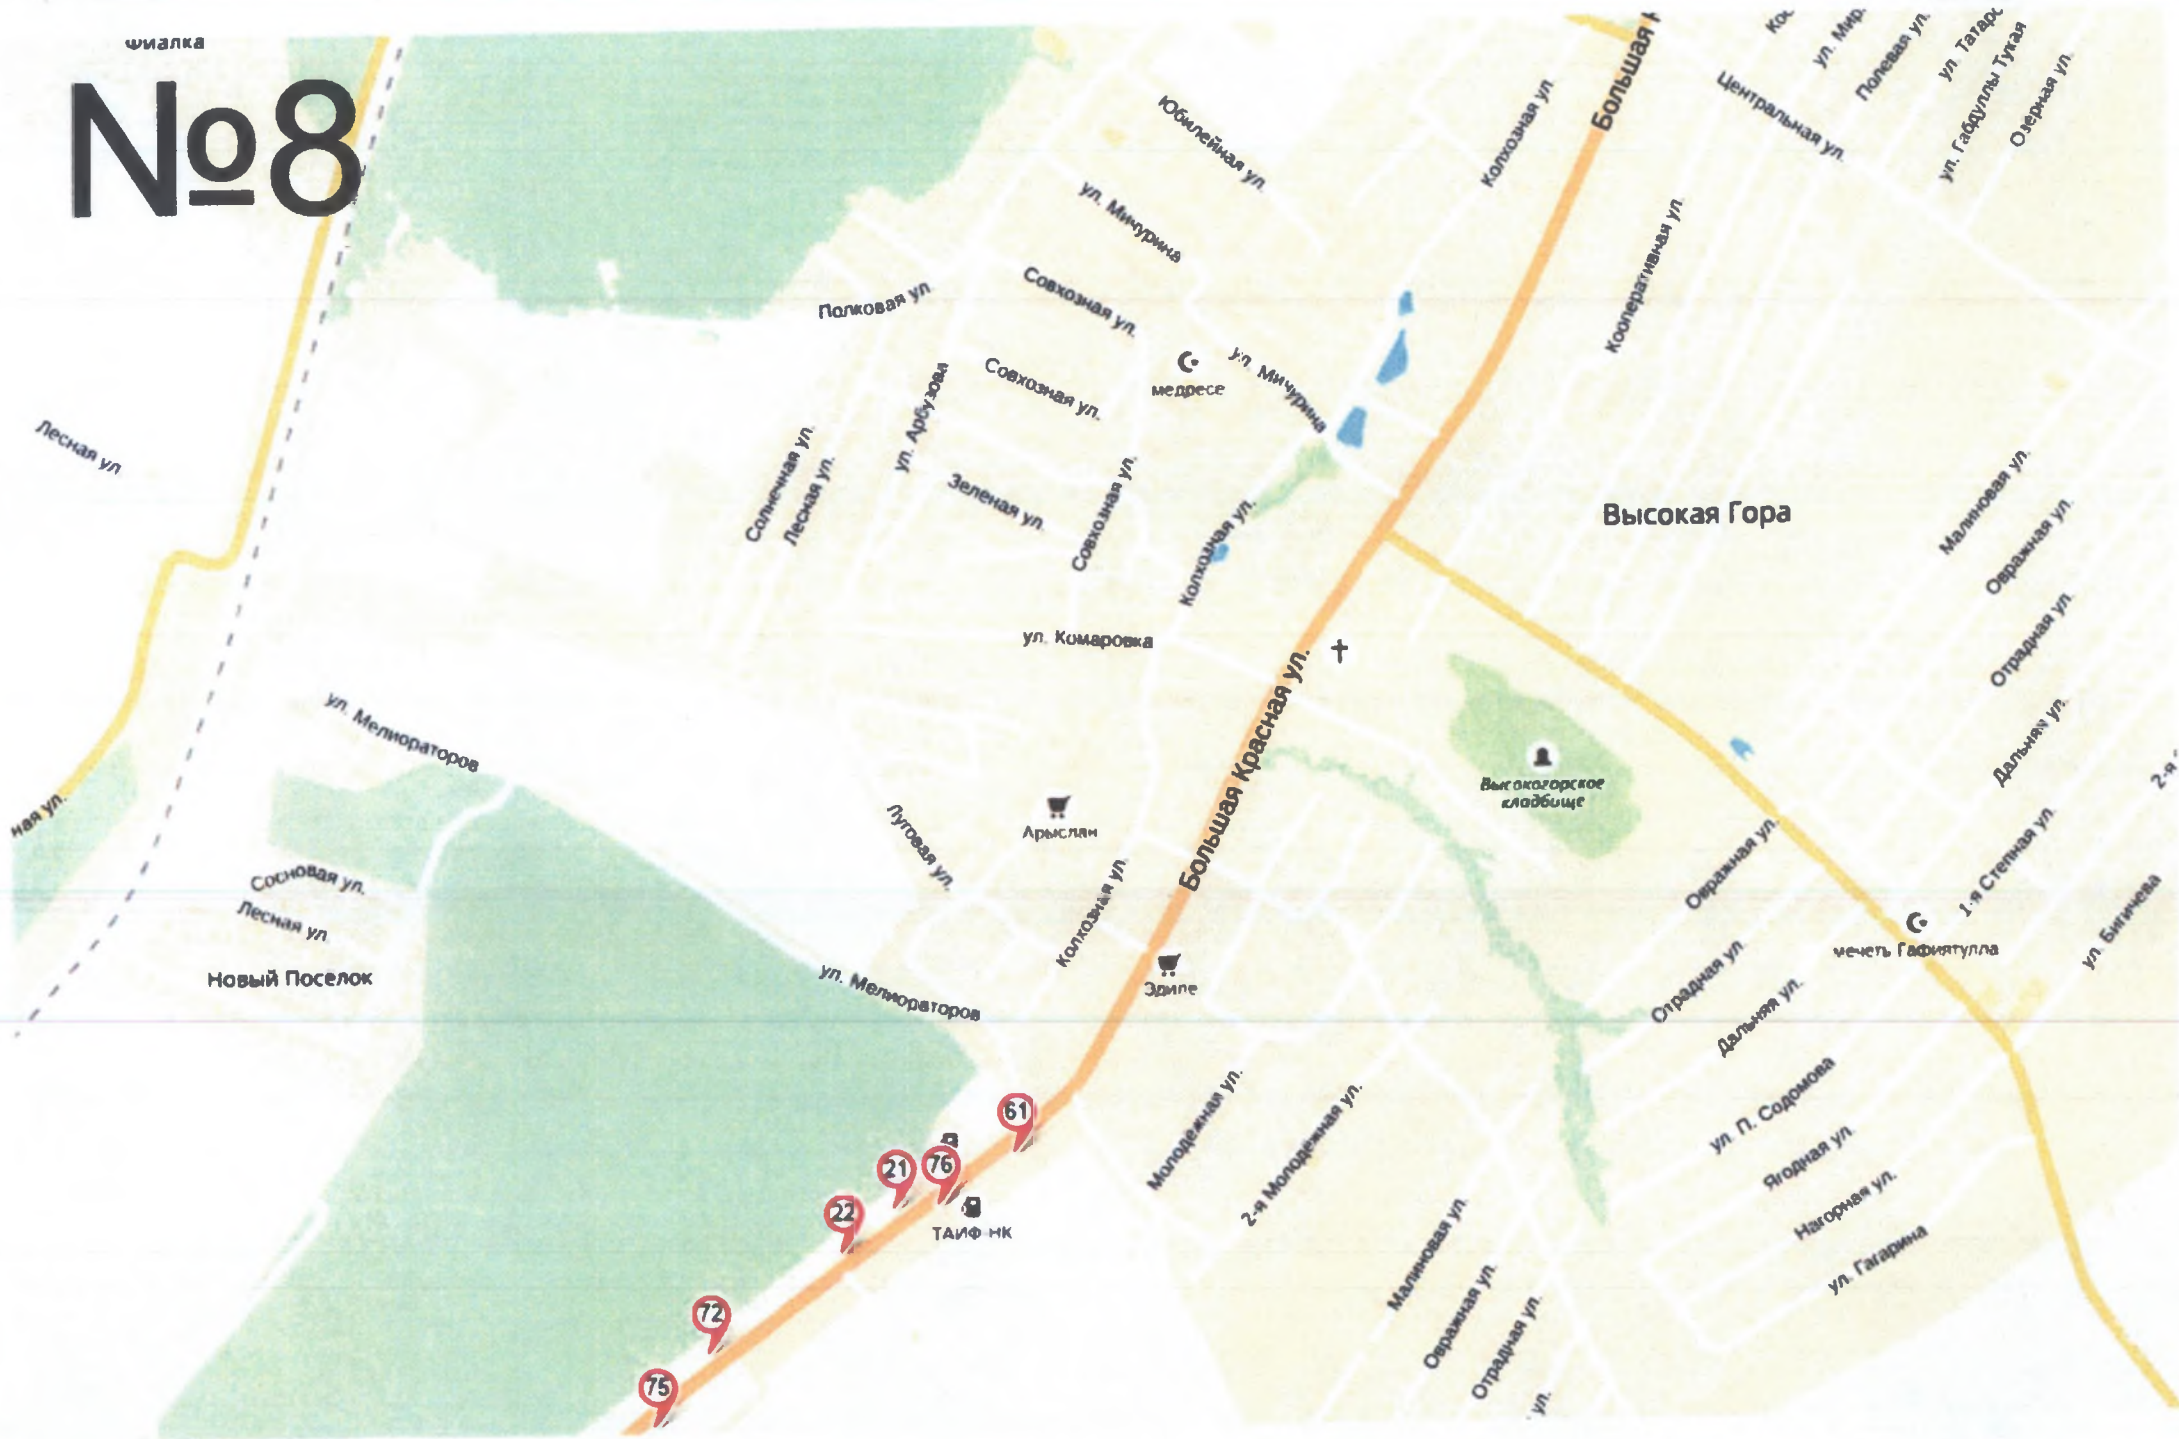 Фиалка
№8
Юбилейная ул.
Колхозная ул.
ул. Мичурина
Центральная ул.
Полевая ул.
ул. Габдуллы Тукая
Озерная ул.
Полковая ул.
Совхозная ул.
Кооперативная ул.
Совхозная ул.
медресе
ул. Мичурина
ул. Арбузова
Лесная ул.
Солнечная ул.
Лесная ул.
Зеленая ул.
Совхозная ул.
Колхозная ул.
Высокая Гора
Малиновая ул.
Овражная ул.
Отрадная ул.
ул. Комаровка
Большая Красная ул.
ул. Мелиораторов
Дальняя ул.
Высокогорское
кладбище
ная ул.
Арыслан
Луговая ул.
Овражная ул.
1-я Степная ул.
ул. Бигичева
Сосновая ул.
Лесная ул.
Новый Поселок
Колхозная ул.
Эдипе
мечеть Гафиятулла
ул. Мелиораторов
Отрадная ул.
Дальняя ул.
ул. П. Содомова
Ягодная ул.
Нагорная ул.
ул. Гагарина
Молодежная ул.
2-я Молодёжная ул.
61
76
21
22
ТАИФ-НК
Малиновая ул.
Овражная ул.
Отрадная ул.
72
75
ул.